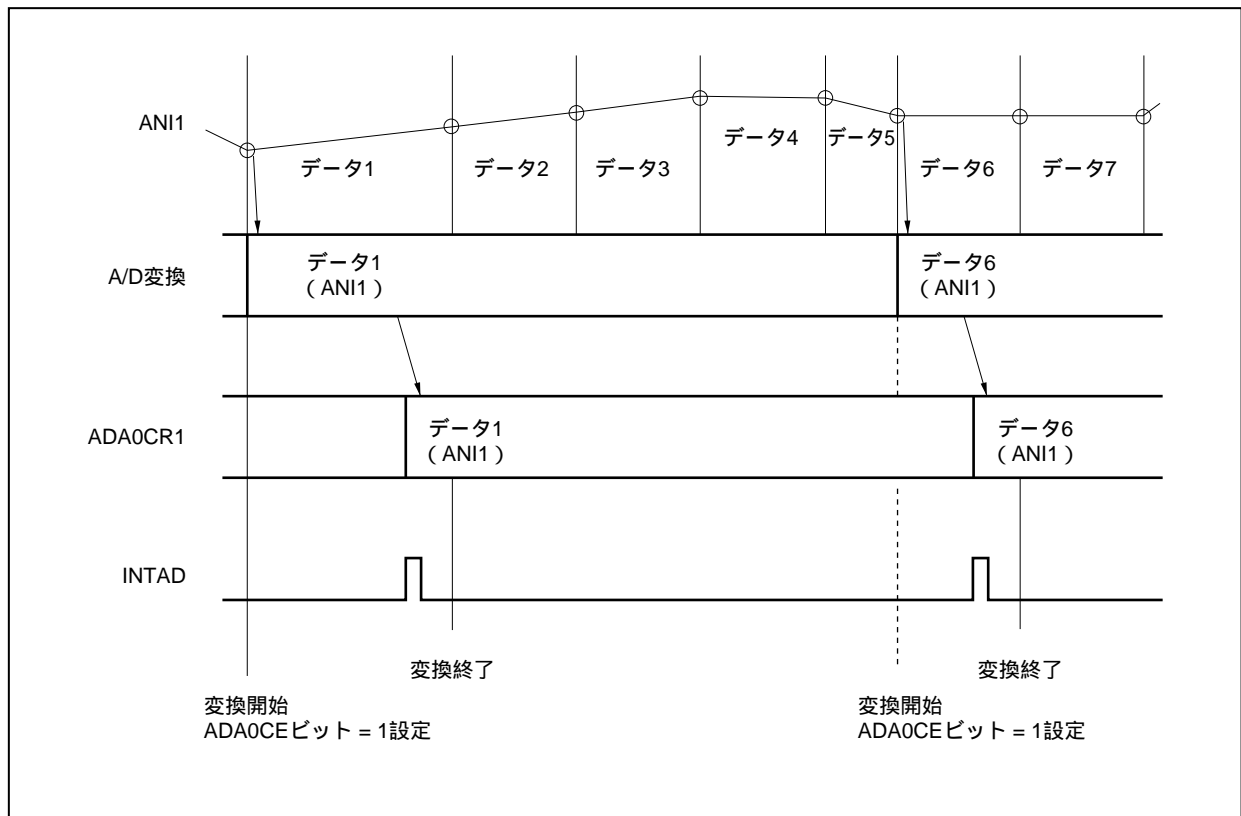 ANI1
データ1
データ2
データ3
データ4
データ5
データ6
データ7
A/D変換
データ1
( ANI1 )
データ6
( ANI1 )
ADA0CR1
データ1
( ANI1 )
データ6
( ANI1 )
INTAD
変換終了
変換終了
変換開始
ADA0CEビット = 1設定
変換開始
ADA0CEビット = 1設定